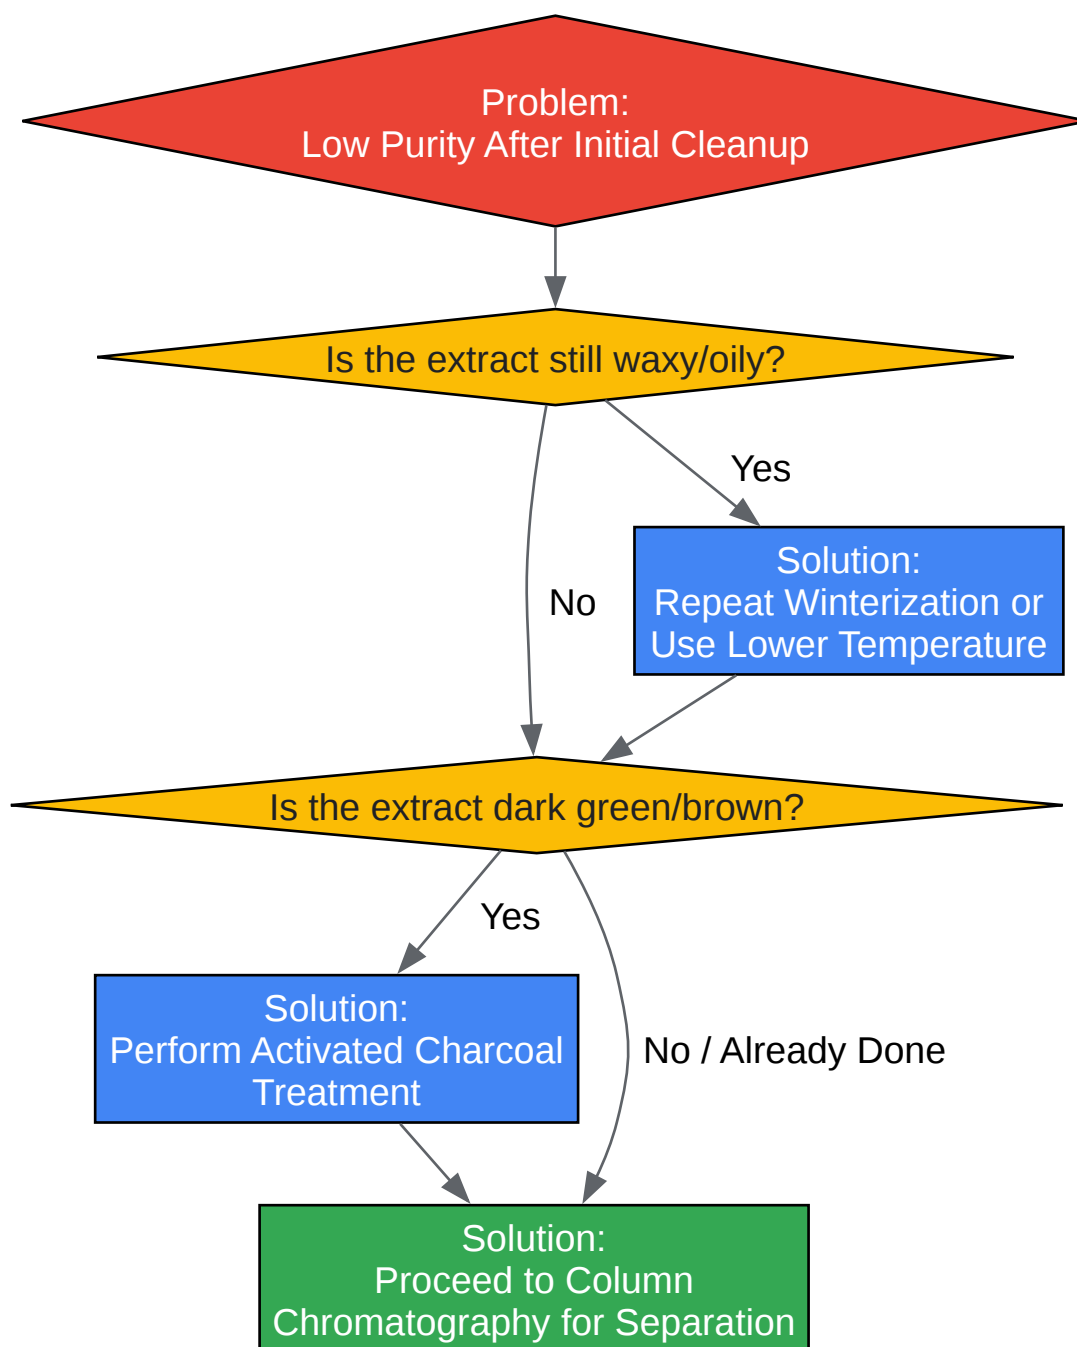 Problem:
Low Purity After Initial Cleanup
Is the extract still waxy/oily?
Yes
Solution:
Repeat Winterization or
Use Lower Temperature
No
Is the extract dark green/brown?
Yes
Solution:
Perform Activated Charcoal
Treatment
No / Already Done
Solution:
Proceed to Column
Chromatography for Separation